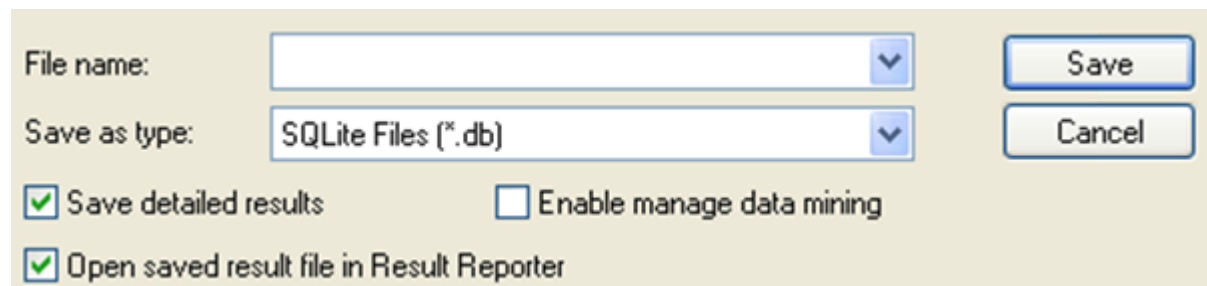 File name: Save
Save as type: SQLite Files (*.db) Cancel
Save detailed results Enable manage data mining
Open saved result file in Result Reporter